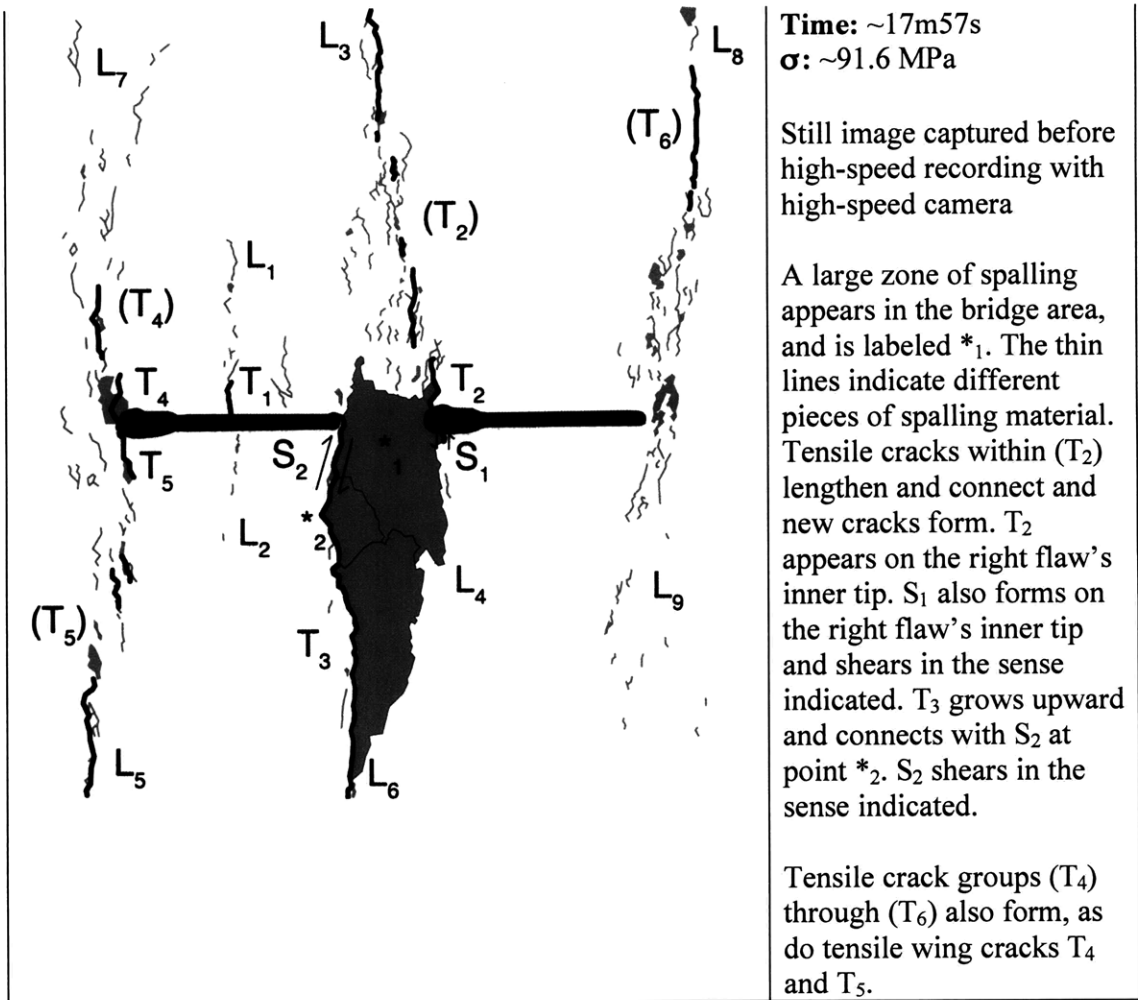 L₇
L₃
L₈
(T₆)
(T₂)
L₁
(T₄)
T₄
T₁
T₂
S₂
*₁
S₁
T₅
*₂
L₂
L₄
L₉
(T₅)
T₃
L₅
L₆
Time: ~17m57s
σ: ~91.6 MPa
Still image captured before
high-speed recording with
high-speed camera
A large zone of spalling
appears in the bridge area,
and is labeled *₁. The thin
lines indicate different
pieces of spalling material.
Tensile cracks within (T₂)
lengthen and connect and
new cracks form. T₂
appears on the right flaw’s
inner tip. S₁ also forms on
the right flaw’s inner tip
and shears in the sense
indicated. T₃ grows upward
and connects with S₂ at
point *₂. S₂ shears in the
sense indicated.
Tensile crack groups (T₄)
through (T₆) also form, as
do tensile wing cracks T₄
and T₅.